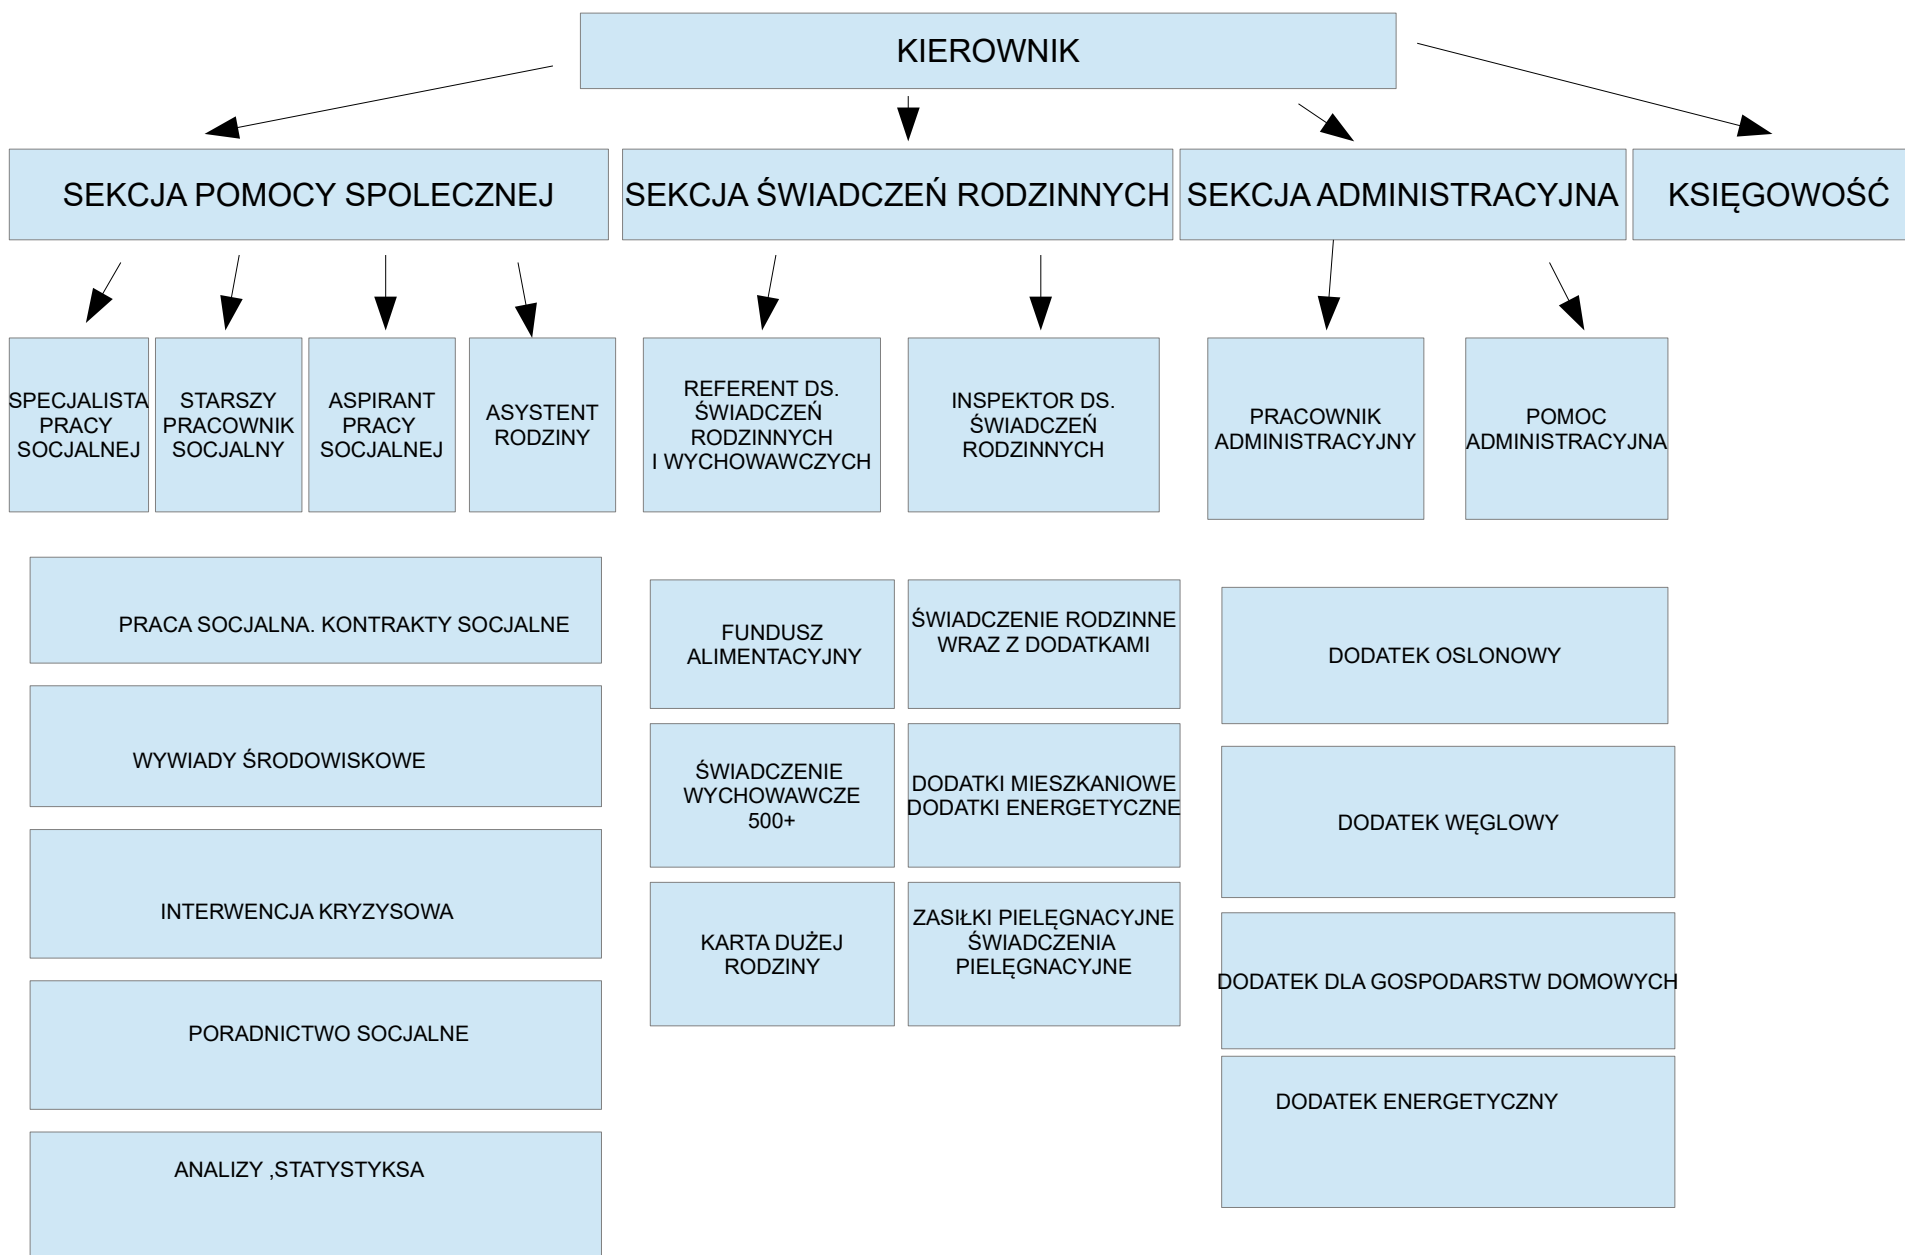 KIEROWNIK
SEKCJA POMOCY SPOLECZNEJ
SEKCJA ŚWIADCZEŃ RODZINNYCH
SEKCJA ADMINISTRACYJNA
KSIĘGOWOŚĆ
SPECJALISTA
PRACY
SOCJALNEJ
STARSZY
PRACOWNIK
SOCJALNY
ASPIRANT
PRACY
SOCJALNEJ
ASYSTENT
RODZINY
REFERENT DS.
ŚWIADCZEŃ
RODZINNYCH
I WYCHOWAWCZYCH
INSPEKTOR DS.
ŚWIADCZEŃ
RODZINNYCH
PRACOWNIK
ADMINISTRACYJNY
POMOC
ADMINISTRACYJNA
PRACA SOCJALNA. KONTRAKTY SOCJALNE
WYWIADY ŚRODOWISKOWE
INTERWENCJA KRYZYSOWA
PORADNICTWO SOCJALNE
ANALIZY ,STATYSTYKSA
FUNDUSZ
ALIMENTACYJNY
ŚWIADCZENIE RODZINNE
WRAZ Z DODATKAMI
ŚWIADCZENIE
WYCHOWAWCZE
500+
DODATKI MIESZKANIOWE
DODATKI ENERGETYCZNE
KARTA DUŻEJ
RODZINY
ZASIŁKI PIELĘGNACYJNE
ŚWIADCZENIA
PIELĘGNACYJNE
DODATEK OSLONOWY
DODATEK WĘGLOWY
DODATEK DLA GOSPODARSTW DOMOWYCH
DODATEK ENERGETYCZNY